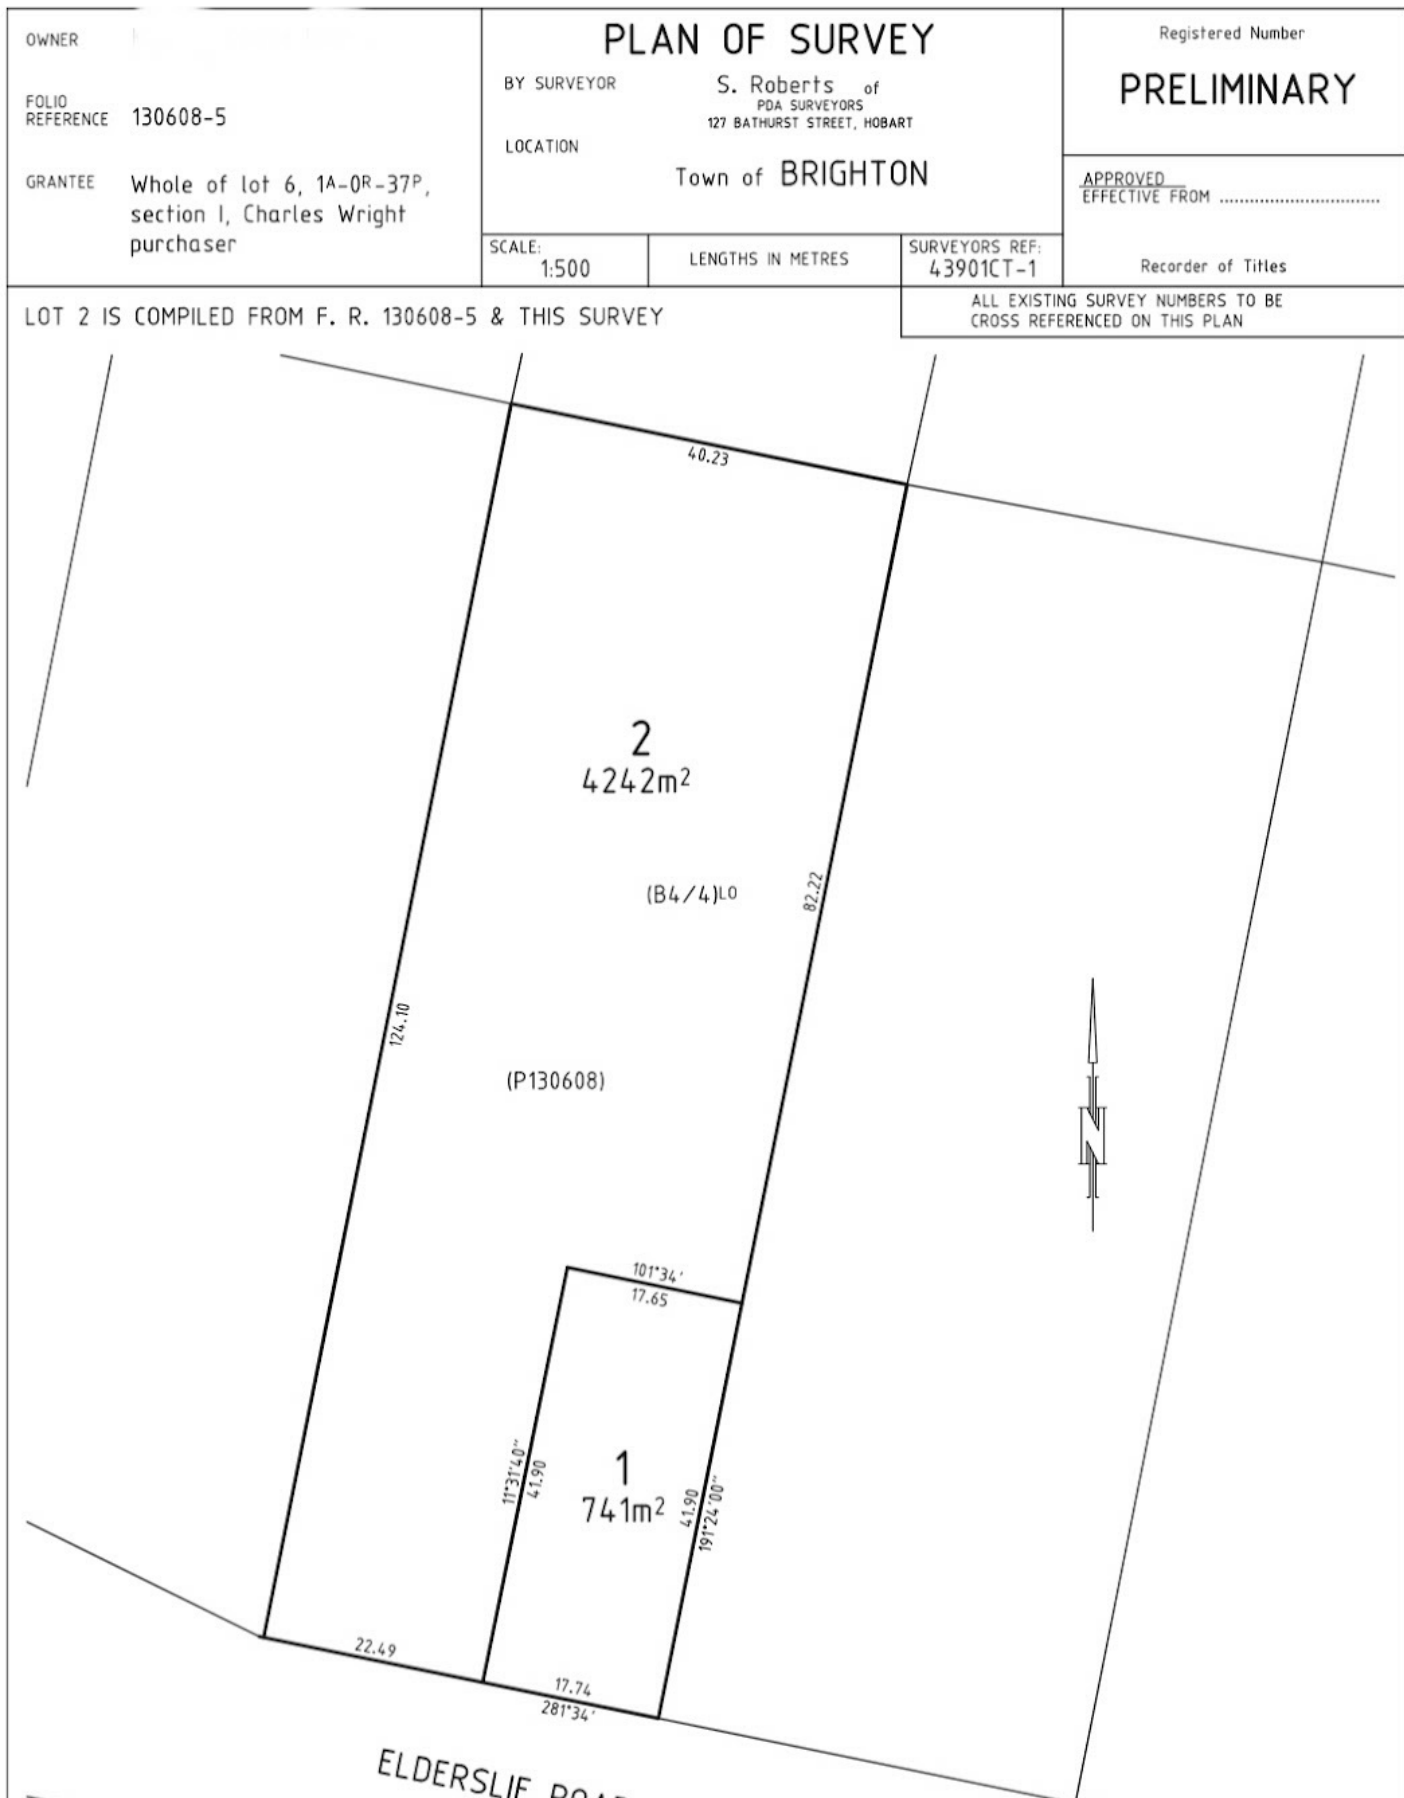 OWNER
FOLIO
REFERENCE 130608-5
GRANTEE Whole of lot 6, 1A-0R-37P,
section I, Charles Wright
purchaser
PLAN OF SURVEY
BY SURVEYOR S. Roberts of
PDA SURVEYORS
127 BATHURST STREET, HOBART
LOCATION
Town of BRIGHTON
SCALE:
1:500
LENGTHS IN METRES
SURVEYORS REF:
43901CT-1
Registered Number
PRELIMINARY
APPROVED
EFFECTIVE FROM ................................
Recorder of Titles
LOT 2 IS COMPILED FROM F. R. 130608-5 & THIS SURVEY
ALL EXISTING SURVEY NUMBERS TO BE
CROSS REFERENCED ON THIS PLAN
40.23
2
4242m²
(B4/4)LO
82.22
124.10
(P130608)
N
101°34'
17.65
11°31'40"
41.90
1
741m²
41.90
191°24'00"
22.49
17.74
281°34'
ELDERSLIE